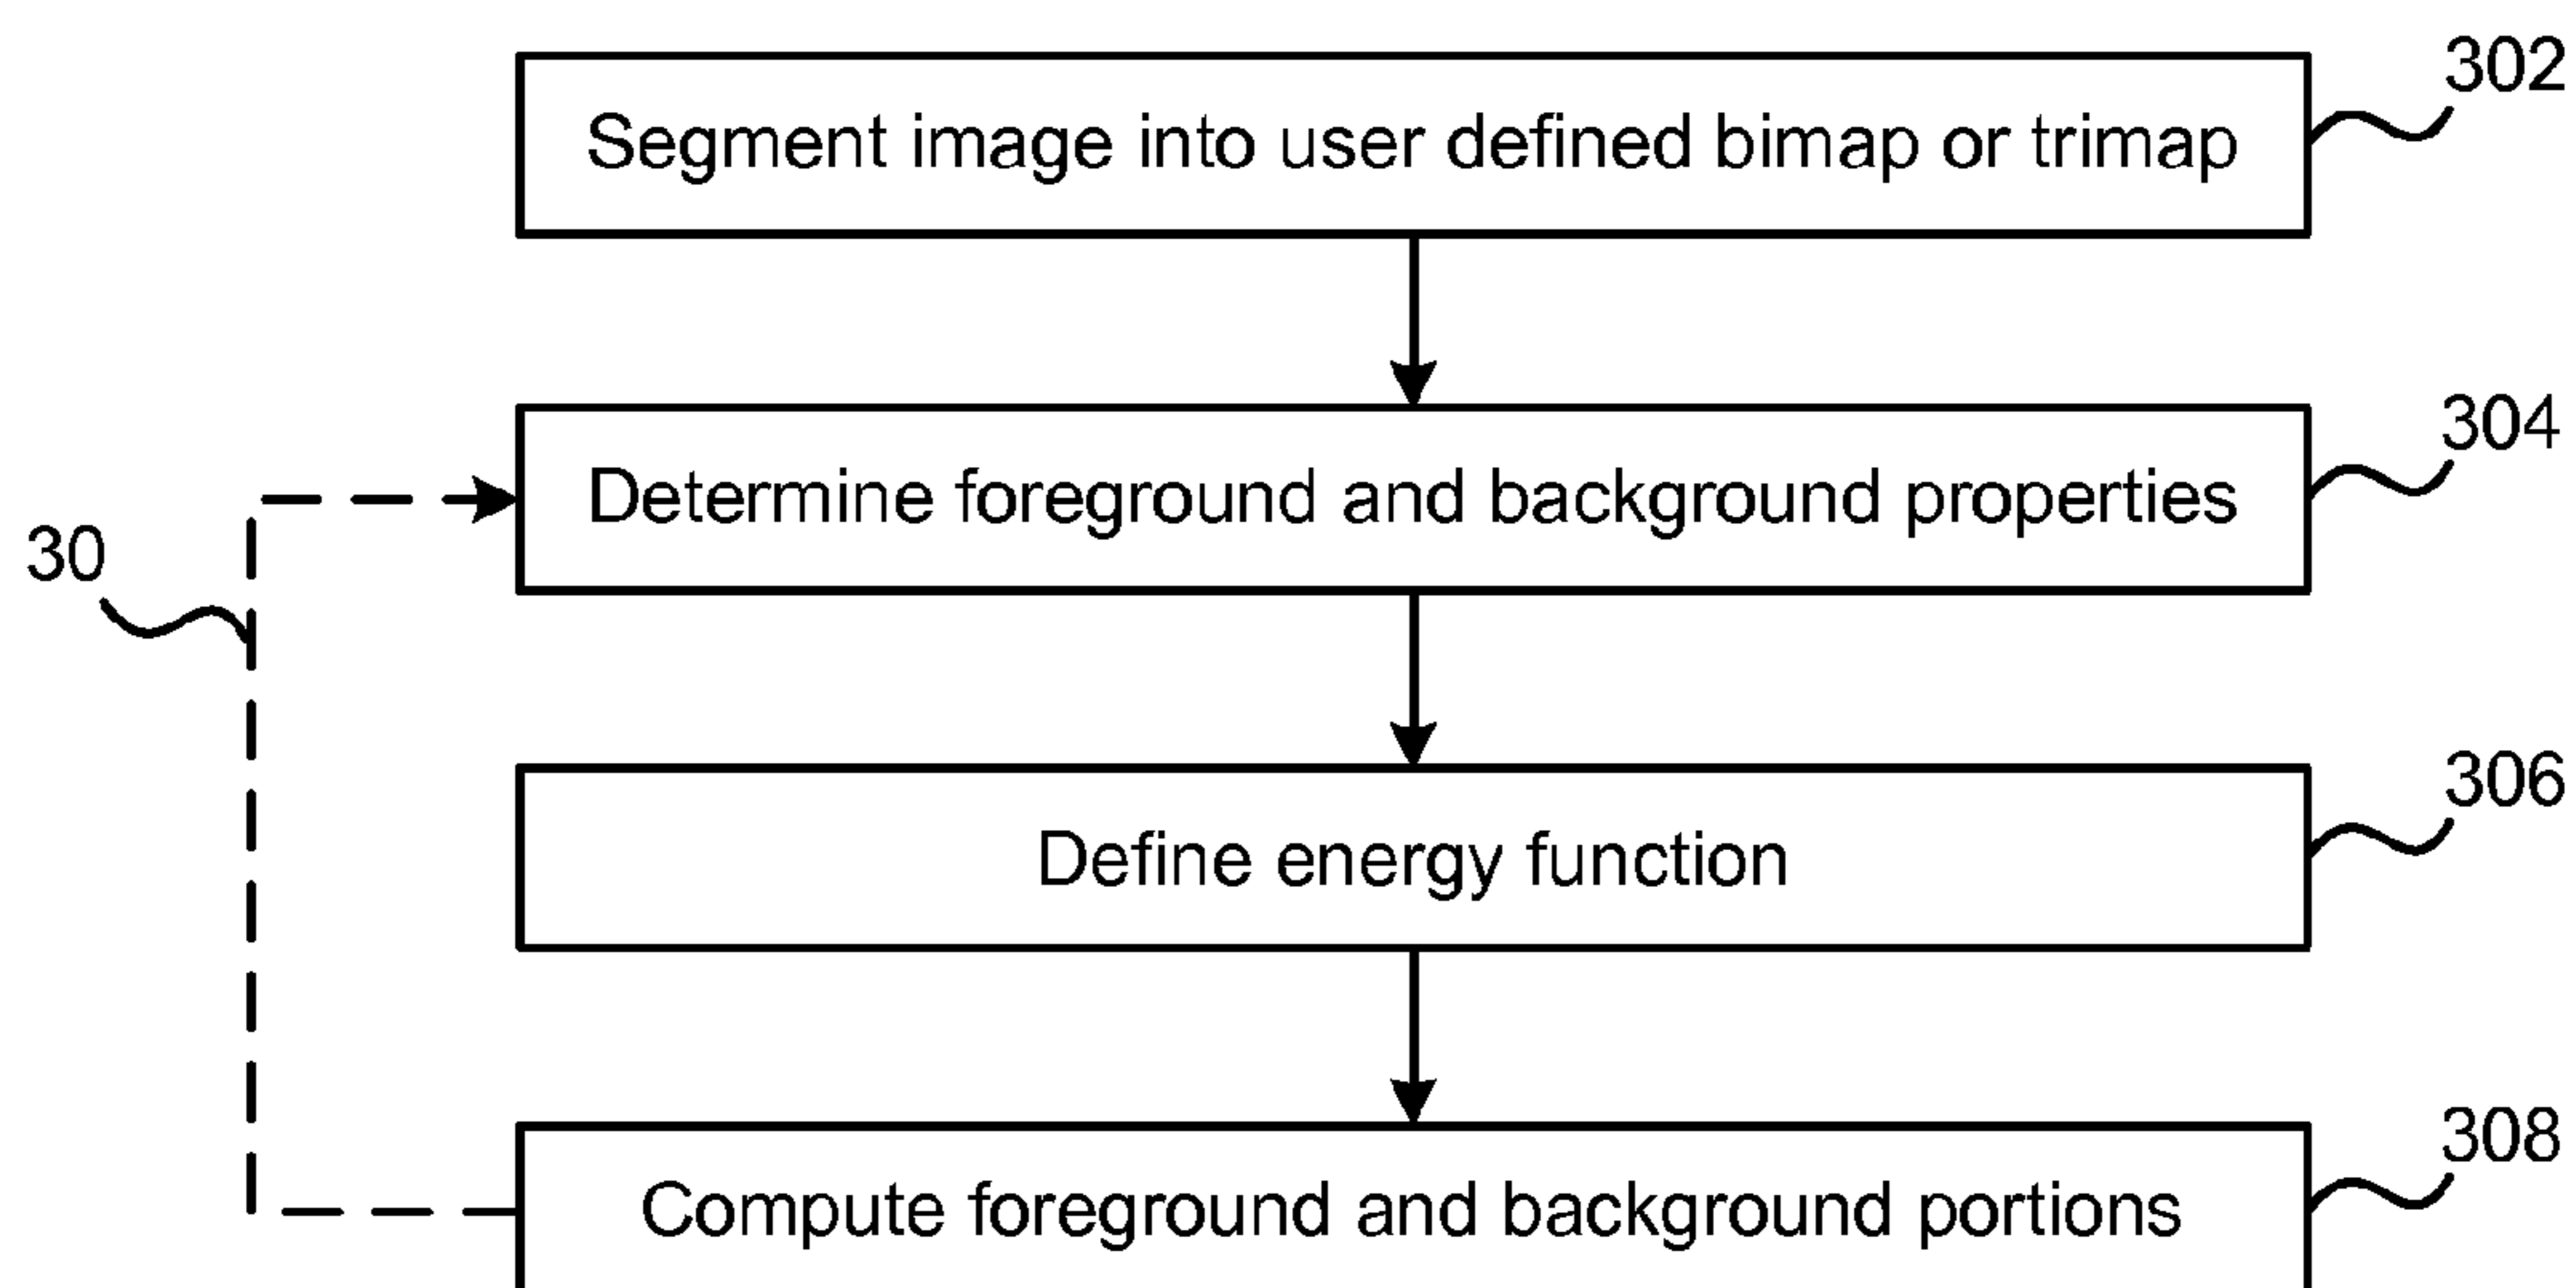 302
Segment image into user defined bimap or trimap
304
Determine foreground and background properties
30
306
Define energy function
308
Compute foreground and background portions